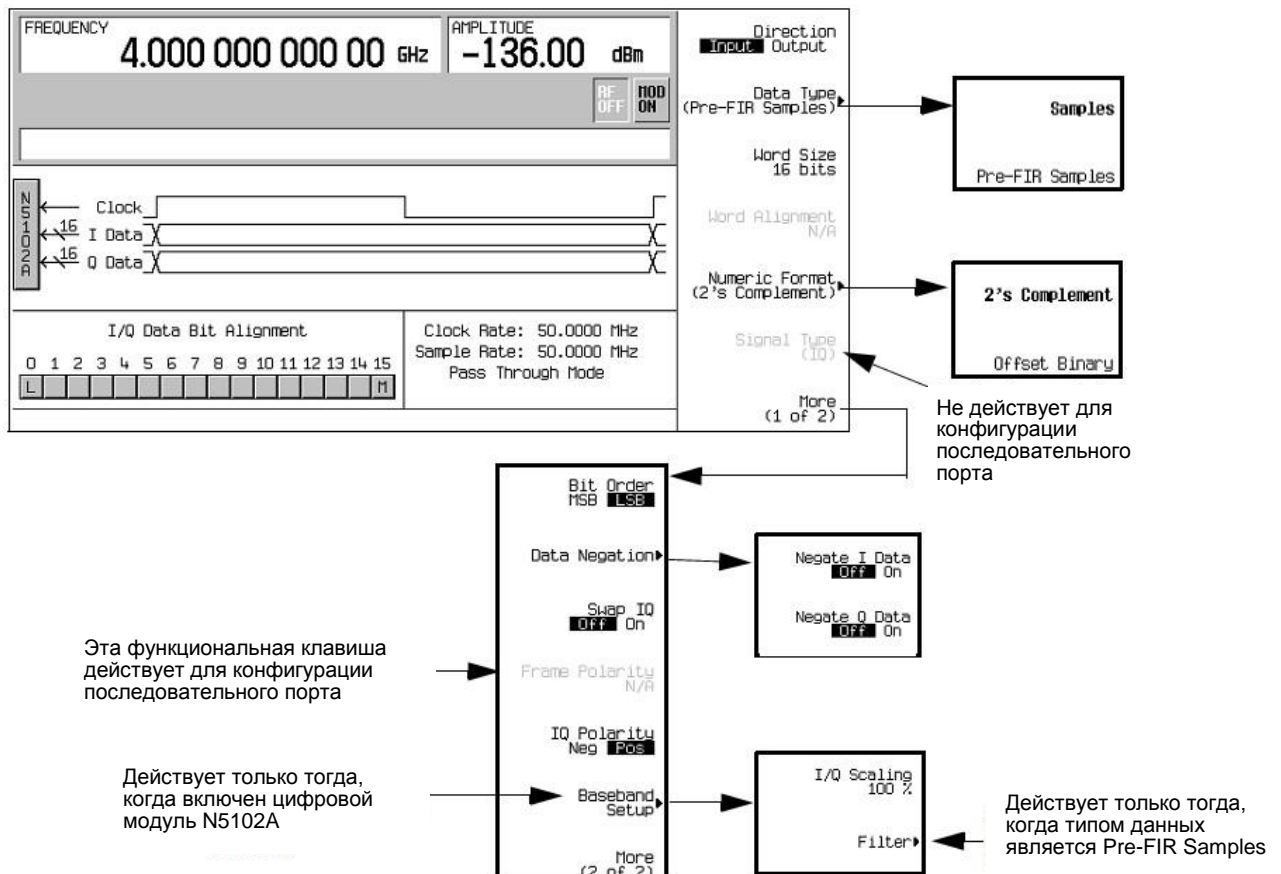 FREQUENCY
4.000 000 000 00 GHz
AMPLITUDE
-136.00 dBm
RF OFF
MOD ON
N5102A
Clock
16 I Data
16 Q Data
I/Q Data Bit Alignment
0 1 2 3 4 5 6 7 8 9 10 11 12 13 14 15
L M
Clock Rate: 50.0000 MHz
Sample Rate: 50.0000 MHz
Pass Through Mode
Direction
Input Output
Data Type
(Pre-FIR Samples)
Word Size
16 bits
Word Alignment
N/A
Numeric Format
(2's Complement)
Signal Type
(IQ)
More
(1 of 2)
Samples
Pre-FIR Samples
2's Complement
Offset Binary
Не действует для
конфигурации
последовательного
порта
Bit Order
MSB LSB
Data Negation
Swap IQ
Off On
Frame Polarity
N/A
IQ Polarity
Neg Pos
Baseband
Setup
More
(2 of 2)
Negate I Data
Off On
Negate Q Data
Off On
Эта функциональная клавиша
действует для конфигурации
последовательного порта
Действует только тогда,
когда включен цифровой
модуль N5102A
I/Q Scaling
100 %
Filter
Действует только тогда,
когда типом данных
является Pre-FIR Samples